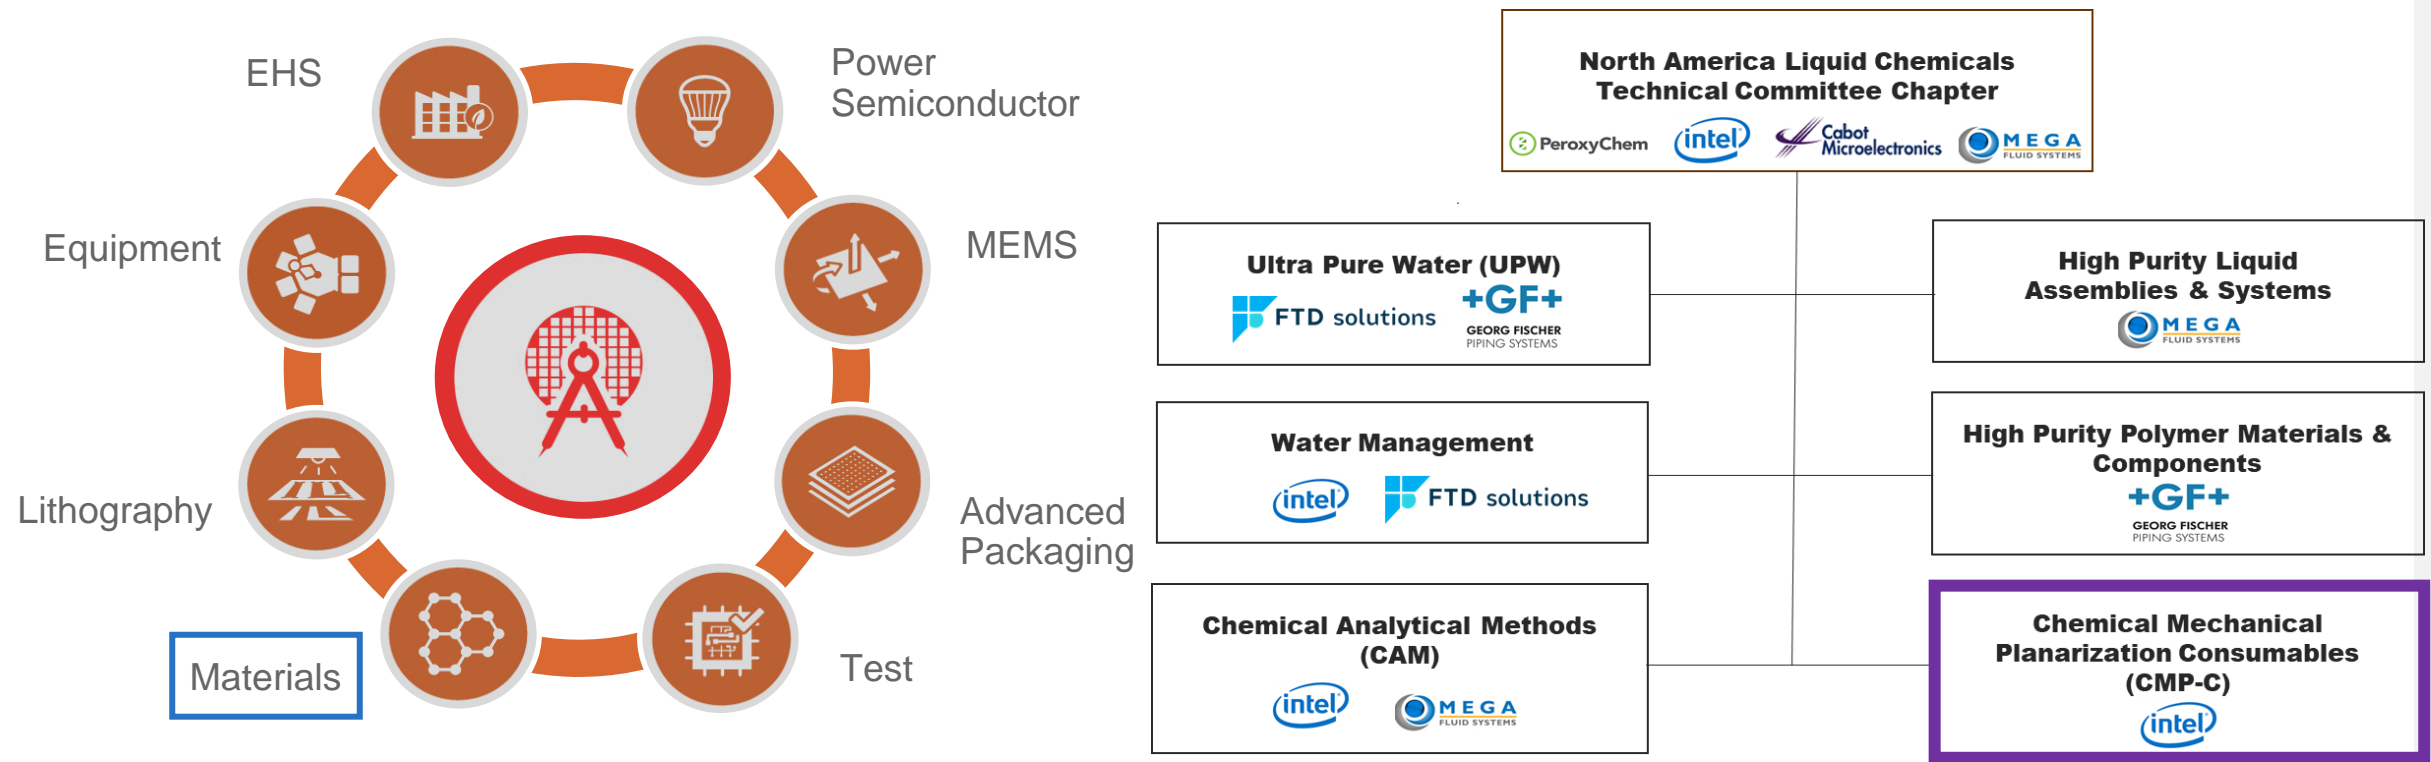 EHS
Power
Semiconductor
Equipment
MEMS
Lithography
Advanced
Packaging
Materials
Test
North America Liquid Chemicals
Technical Committee Chapter
PeroxyChem
intel
Cabot
Microelectronics
MEGA
FLUID SYSTEMS
Ultra Pure Water (UPW)
FTD solutions
+GF+
GEORG FISCHER
PIPING SYSTEMS
High Purity Liquid
Assemblies & Systems
MEGA
FLUID SYSTEMS
Water Management
intel
FTD solutions
High Purity Polymer Materials &
Components
+GF+
GEORG FISCHER
PIPING SYSTEMS
Chemical Analytical Methods
(CAM)
intel
MEGA
FLUID SYSTEMS
Chemical Mechanical
Planarization Consumables
(CMP-C)
intel